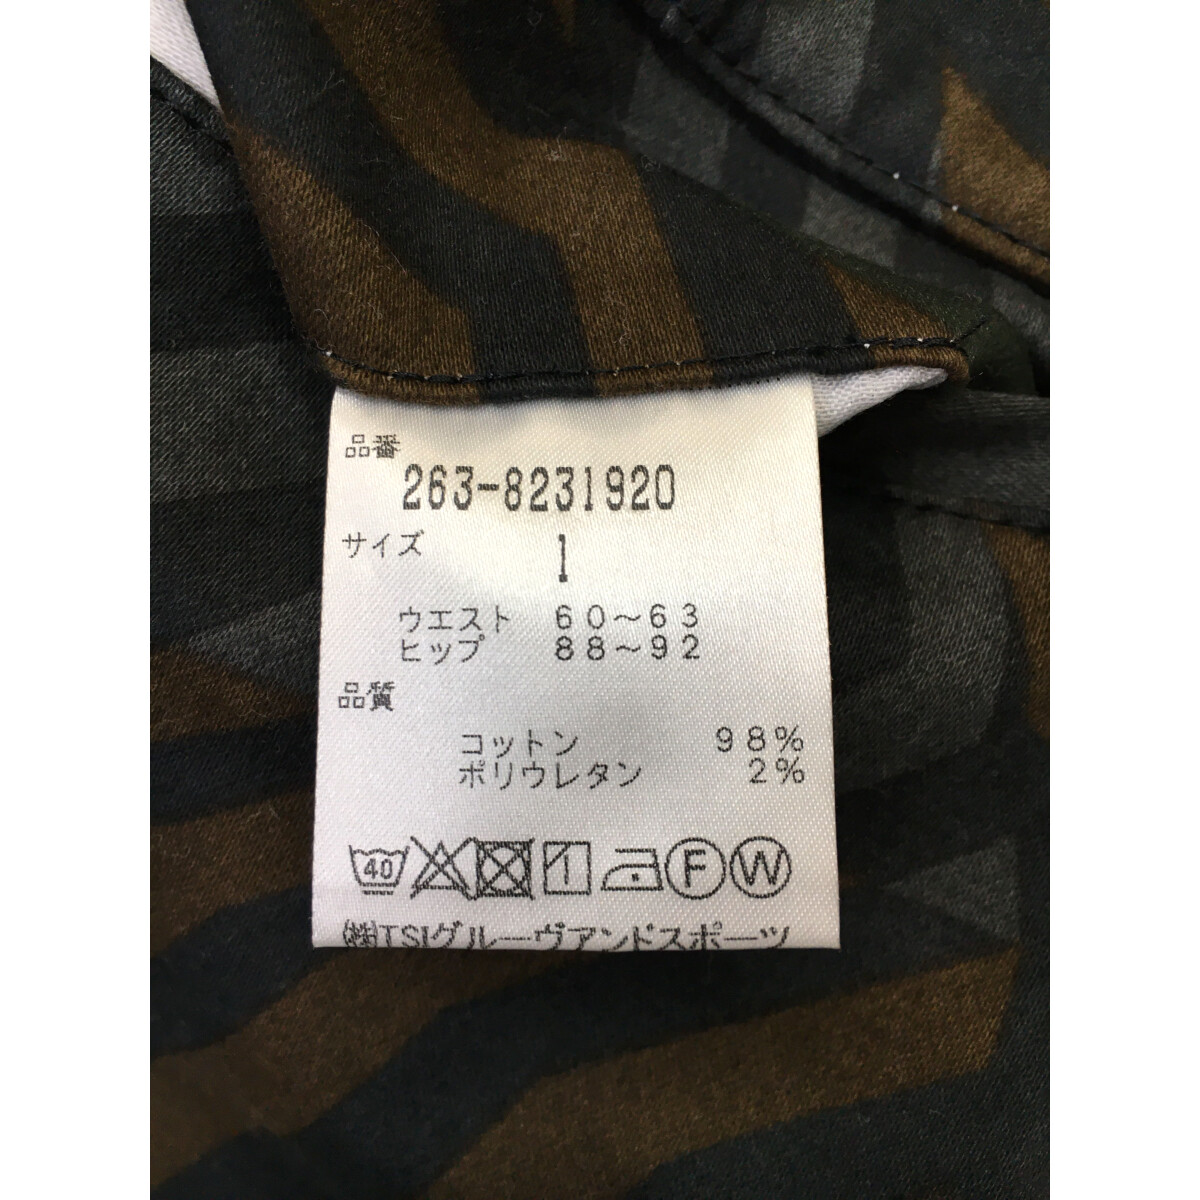 品番
263-8231920
サイズ 1
ウエスト 60～63
ヒップ 88～92
品質
コットン 98%
ポリウレタン 2%
40 1 F W
㈱TSIグルーヴアンドスポーツ